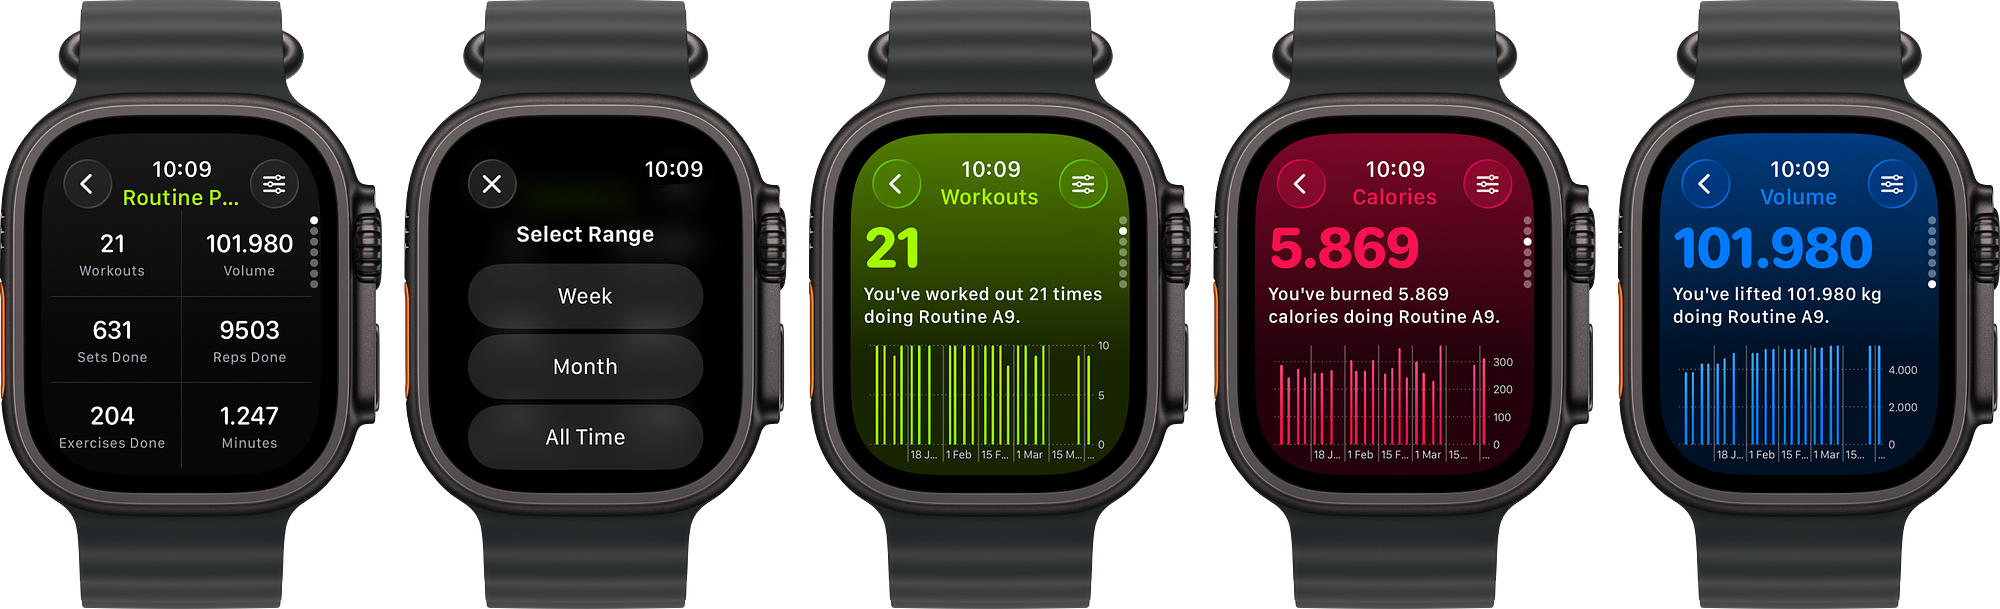 10:09
Routine P...
21
Workouts
101.980
Volume
631
Sets Done
9503
Reps Done
204
Exercises Done
1.247
Minutes
10:09
Select Range
Week
Month
All Time
10:09
Workouts
21
You've worked out 21 times
doing Routine A9.
10
5
0
18 J... 1 Feb 15 F... 1 Mar 15 M... ...
10:09
Calories
5.869
You've burned 5.869
calories doing Routine A9.
300
200
100
0
18 J... 1 Feb 15 F... 1 Mar 15... ...
10:09
Volume
101.980
You've lifted 101.980 kg
doing Routine A9.
4.000
2.000
0
18 J... 1 Feb 15 F... 1 Mar 15... ...